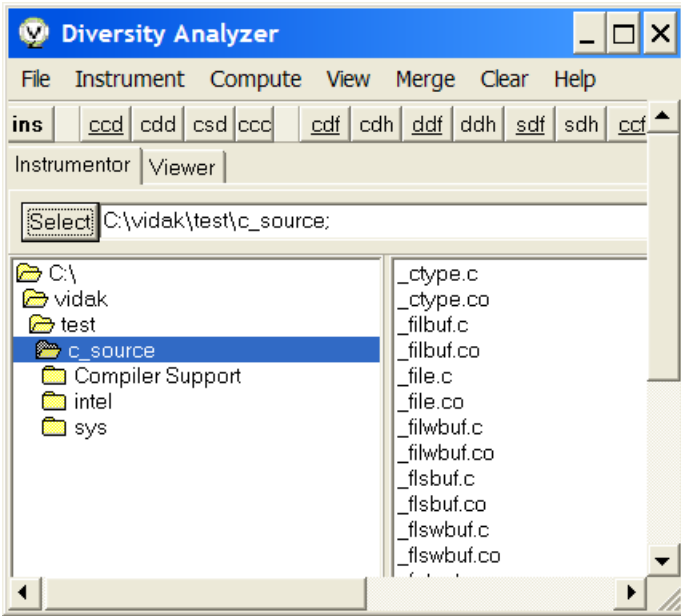 Diversity Analyzer
File Instrument Compute View Merge Clear Help
ins ccd cdd csd ccc cdf cdh ddf ddh sdf sdh ccf
Instrumentor Viewer
Select C:\vidak\test\c_source;
C:\
vidak
test
c_source
Compiler Support
intel
sys
_ctype.c
_ctype.co
_filbuf.c
_filbuf.co
_file.c
_file.co
_filwbuf.c
_filwbuf.co
_flsbuf.c
_flsbuf.co
_flswbuf.c
_flswbuf.co